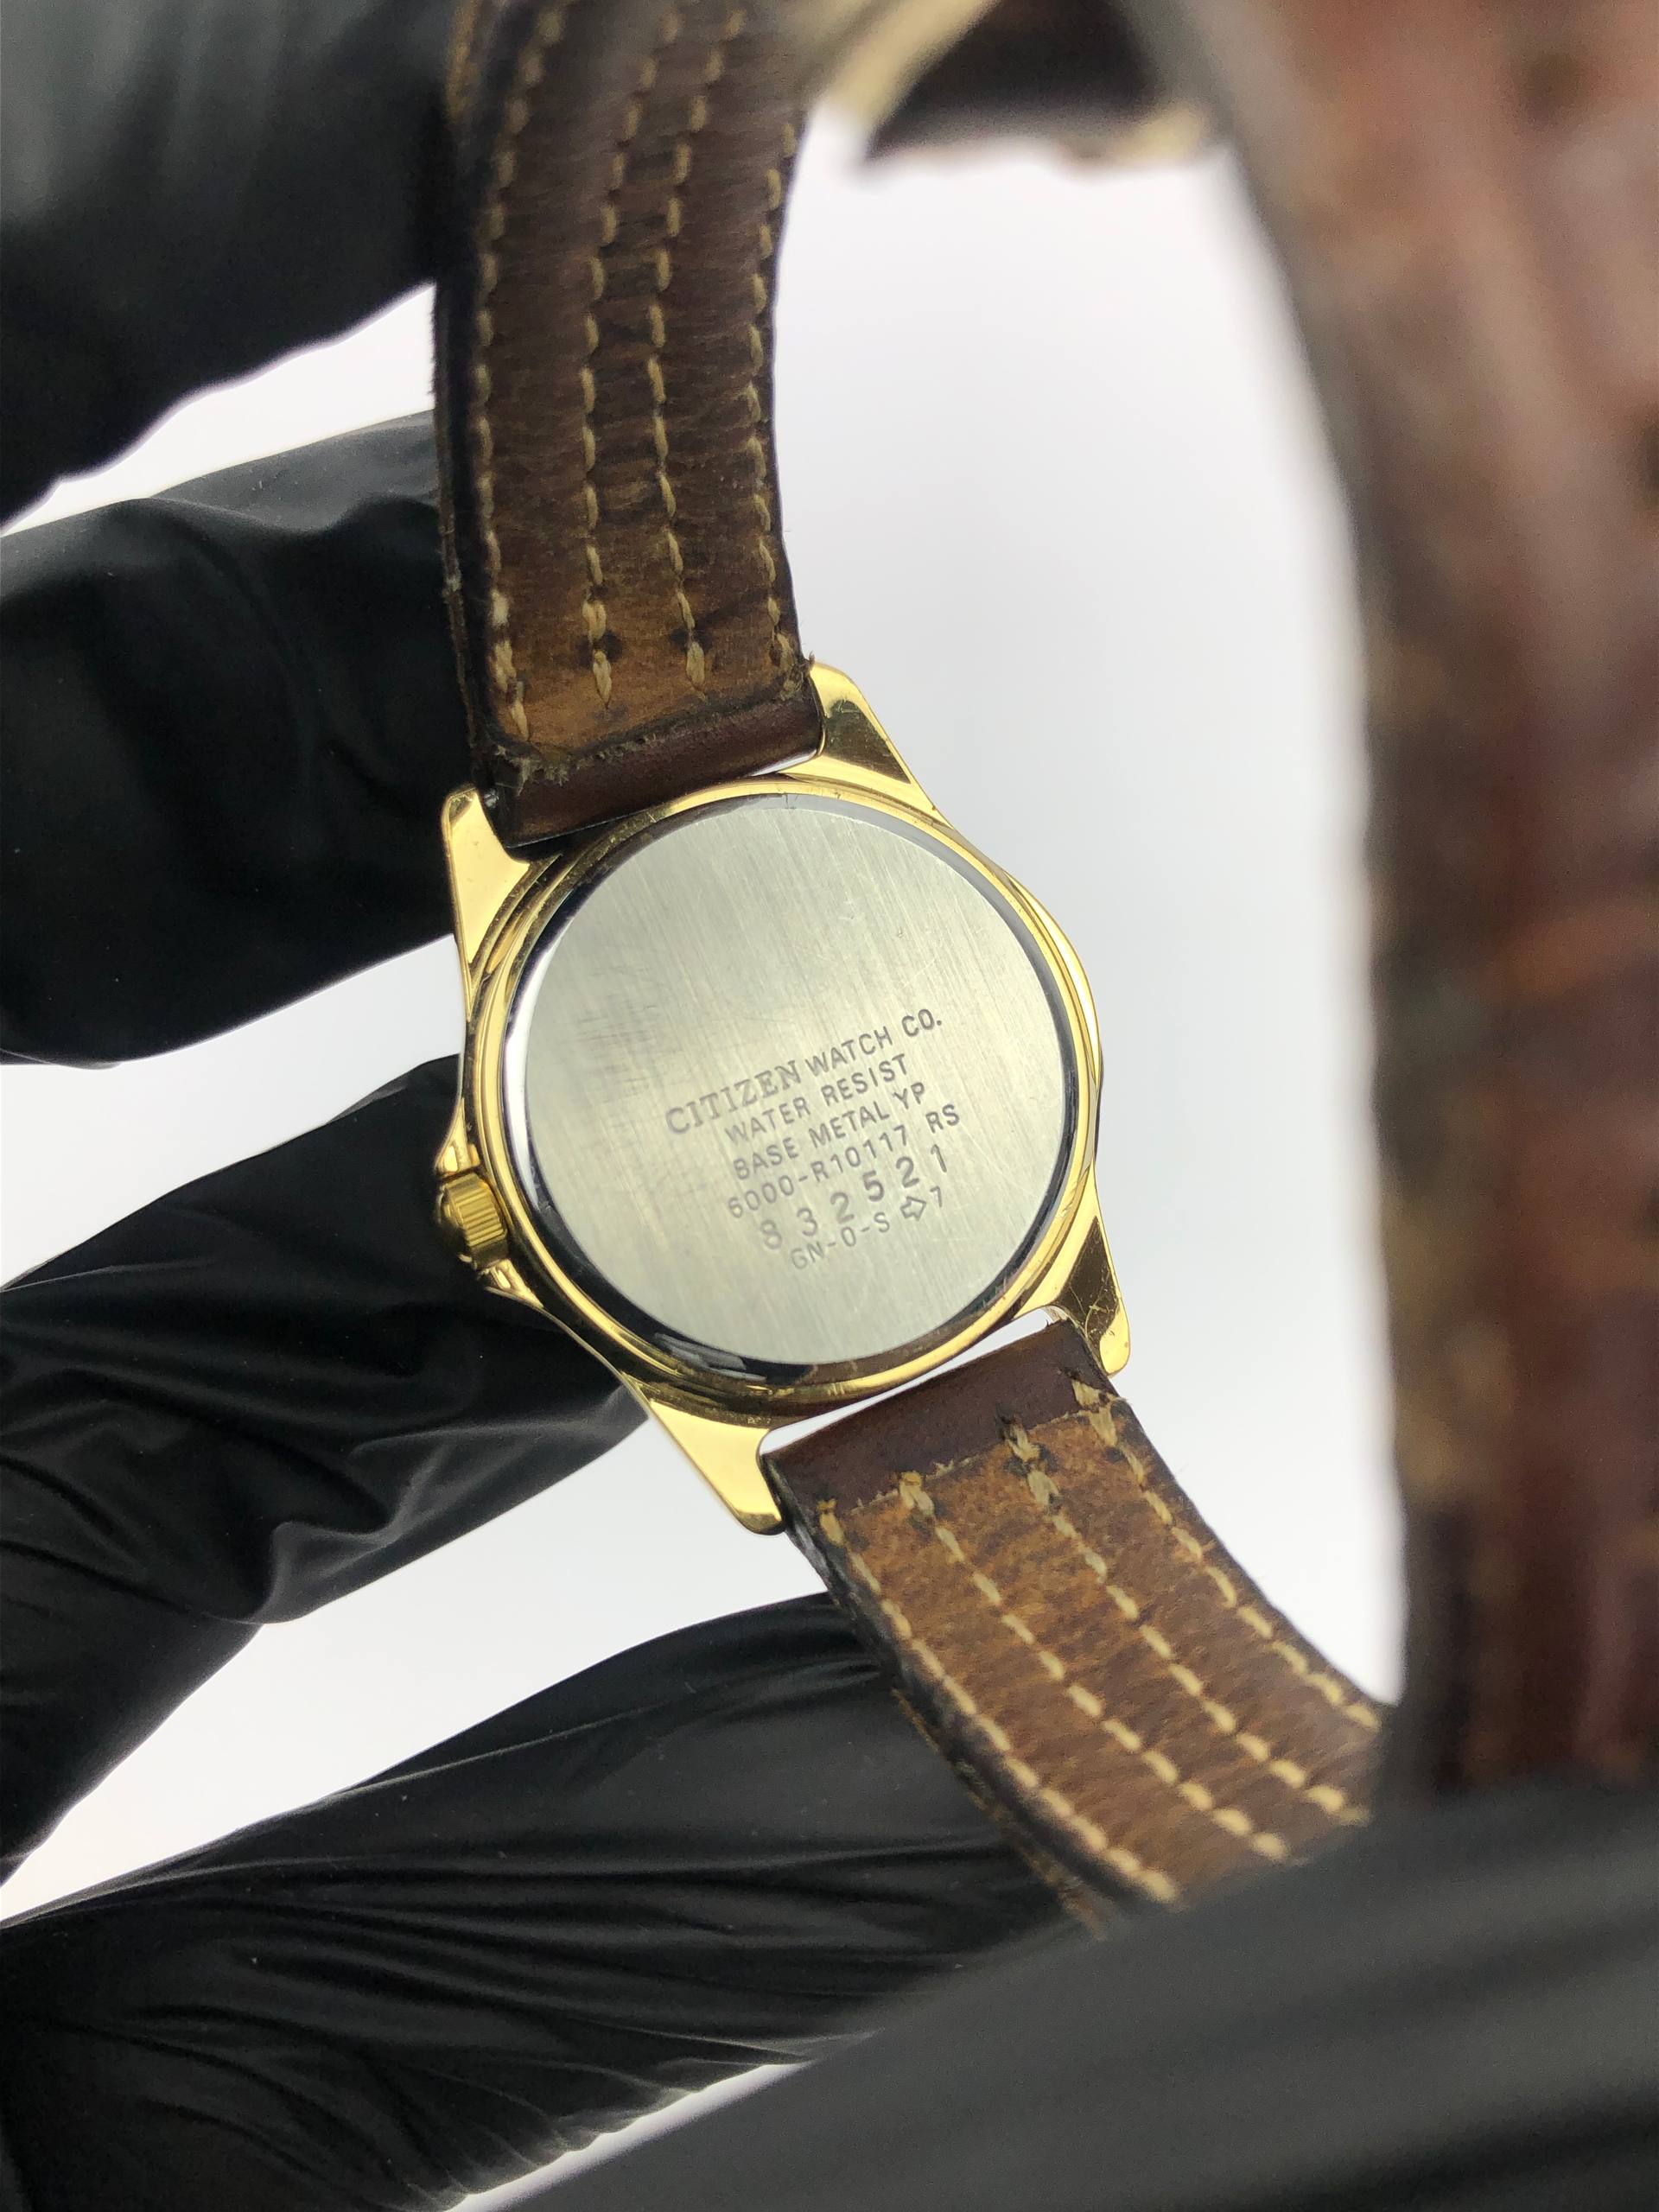 CITIZEN WATCH CO.
WATER RESIST
BASE METAL YP
6000-R10117 RS
832521
GN-0-S ⇨7